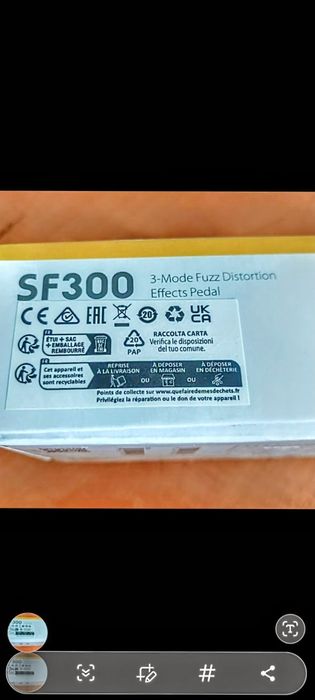 SF300
3-Mode Fuzz Distortion
Effects Pedal
CE EAC 20 UK
CA
FR
ÉTUI + SAC
+ EMBALLAGE
REMBOURRÉ
20
PAP
RACCOLTA CARTA
Verifica le disposizioni
del tuo comune.
FR
Cet appareil et
ses accessoires
sont recyclables
REPRISE
À LA LIVRAISON
OU
À DÉPOSER
EN MAGASIN
OU
À DÉPOSER
EN DÉCHÈTERIE
Points de collecte sur www.quefairedemesdechets.fr
Privilégiez la réparation ou le don de votre appareil !